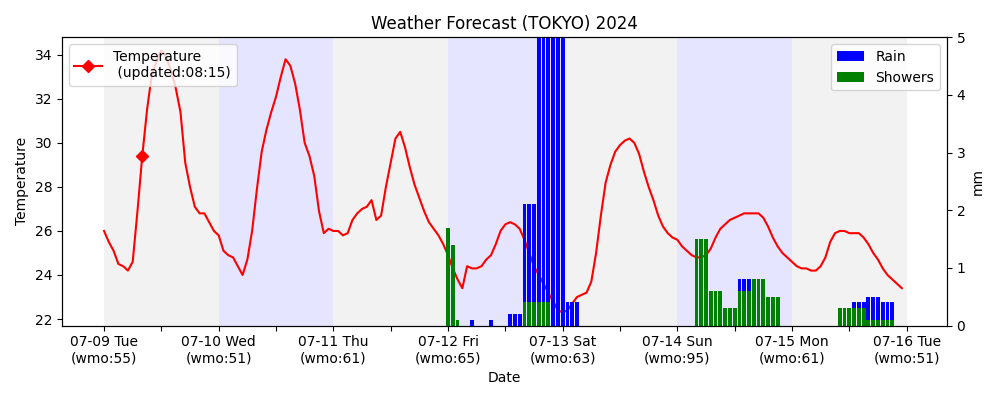 Weather Forecast (TOKYO) 2024
Temperature
(updated:08:15)
Rain
Showers
Temperature
34
32
30
28
26
24
22
mm
5
4
3
2
1
0
07-09 Tue
(wmo:55)
07-10 Wed
(wmo:51)
07-11 Thu
(wmo:61)
07-12 Fri
(wmo:65)
07-13 Sat
(wmo:63)
07-14 Sun
(wmo:95)
07-15 Mon
(wmo:61)
07-16 Tue
(wmo:51)
Date